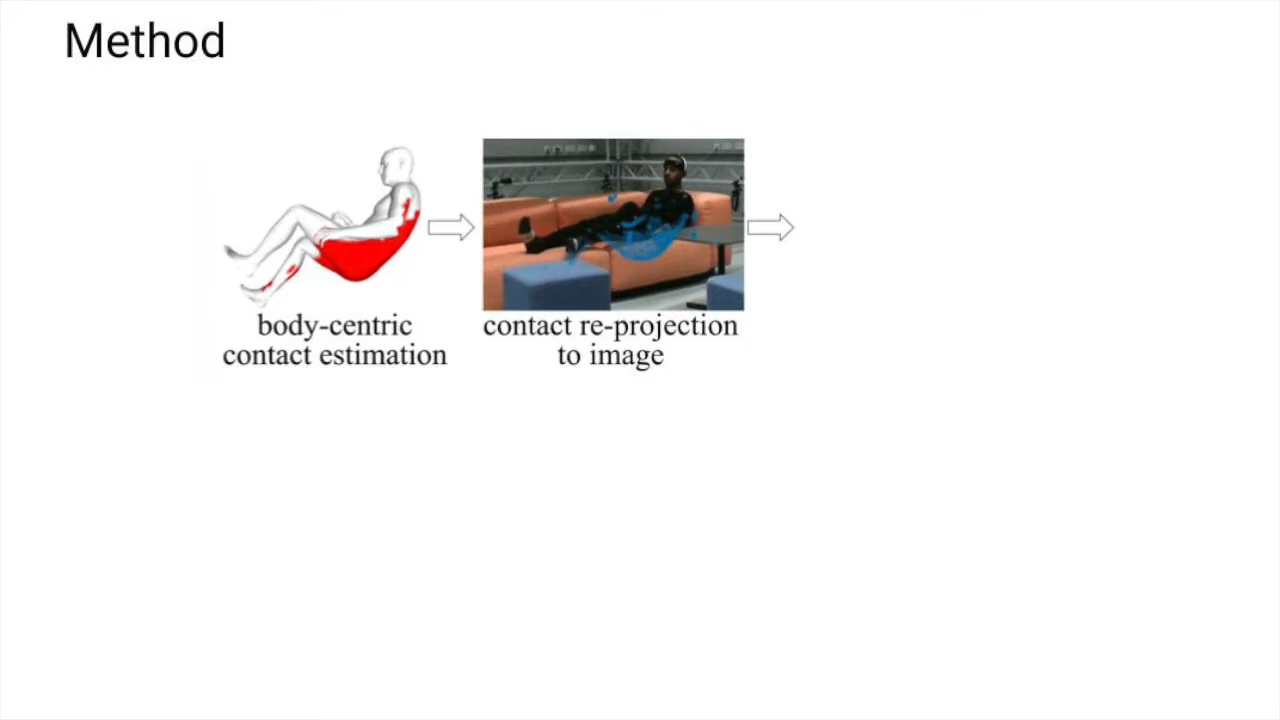 Method
body-centric
contact estimation
contact re-projection
to image